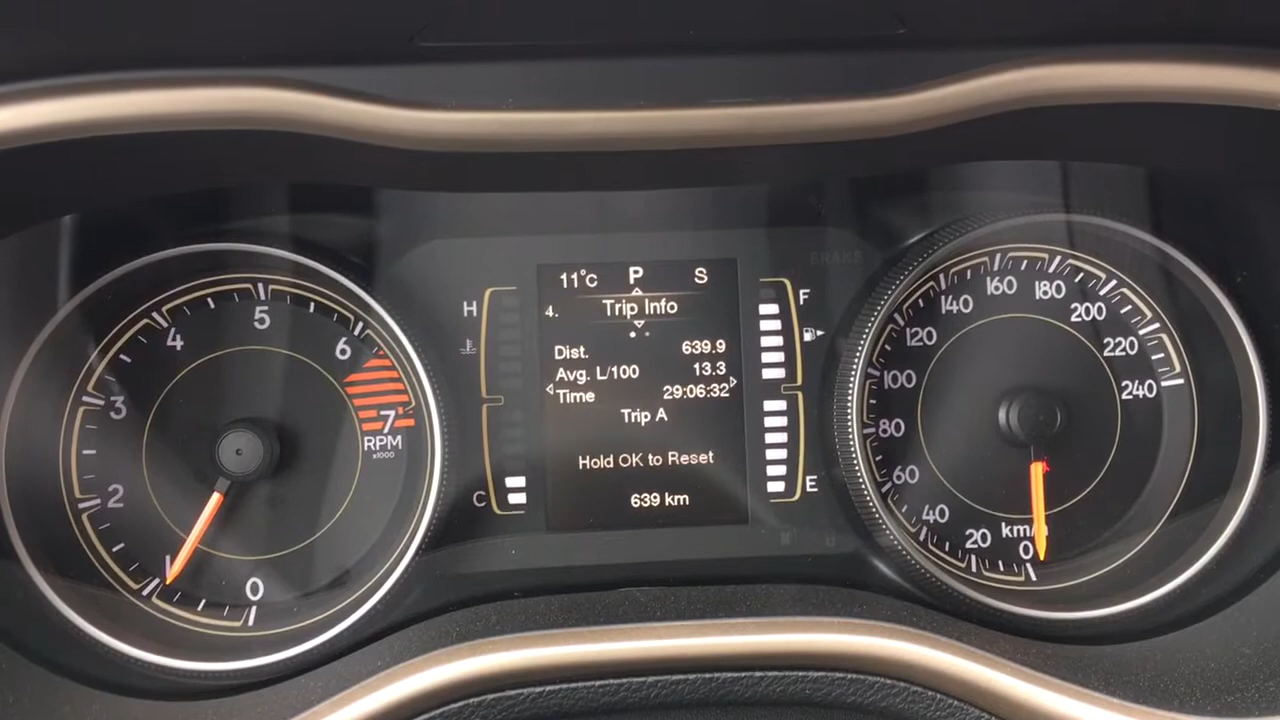 11°c P S
4. Trip Info
Dist. 639.9
Avg. L/100 13.3
Time 29:06:32
Trip A
Hold OK to Reset
639 km
H
C
F
E
BRAKE
0
2
3
4
5
6
7
RPM
x1000
0
20
40
60
80
100
120
140
160
180
200
220
240